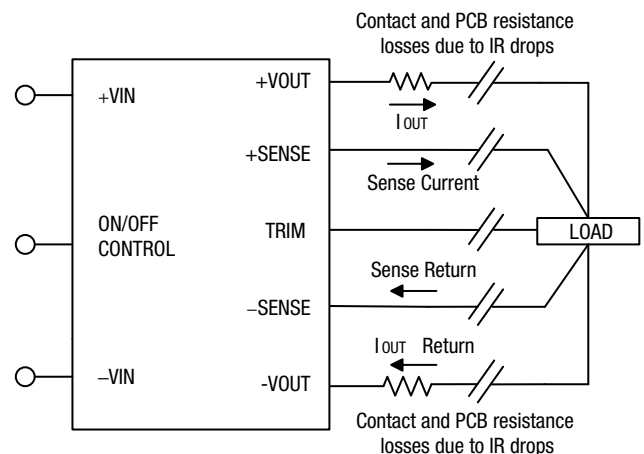 Contact and PCB resistance
losses due to IR drops
+VOUT
+VIN
IOUT
+SENSE
Sense Current
ON/OFF
CONTROL
TRIM
LOAD
Sense Return
−SENSE
IOUT Return
−VIN
-VOUT
Contact and PCB resistance
losses due to IR drops